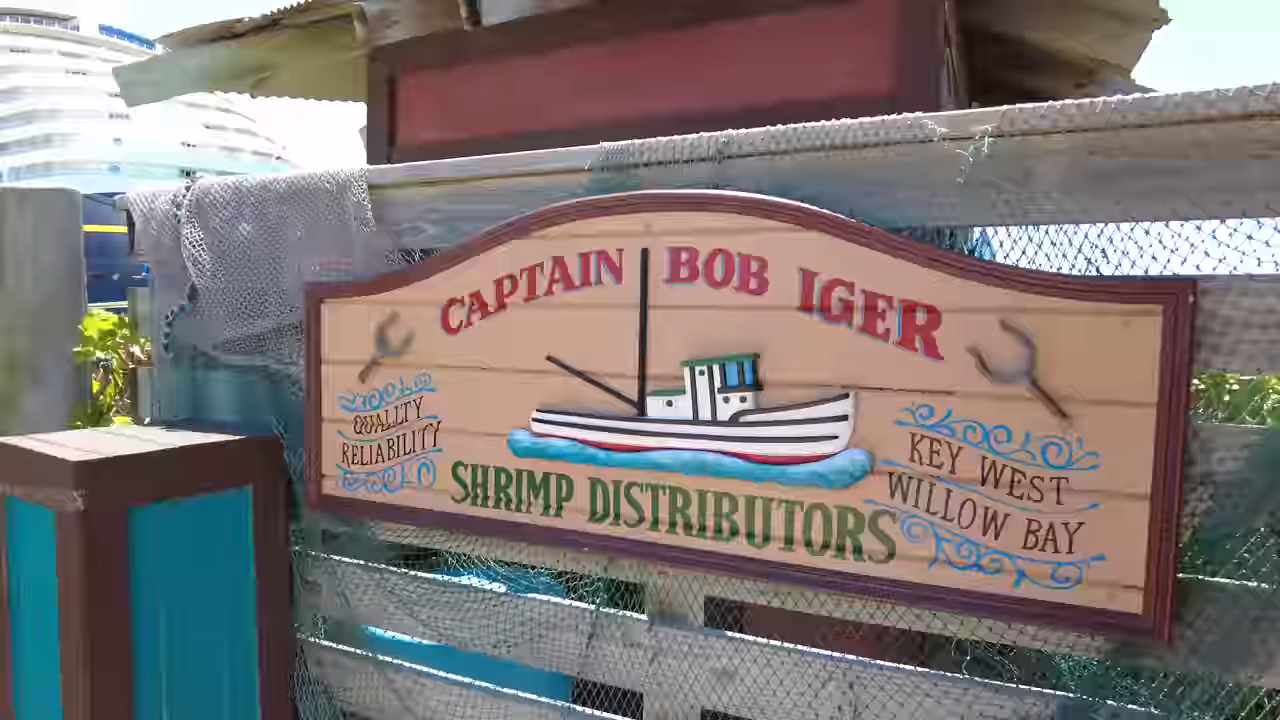 CAPTAIN BOB IGER
QUALITY
RELIABILITY
SHRIMP DISTRIBUTORS
KEY WEST
WILLOW BAY